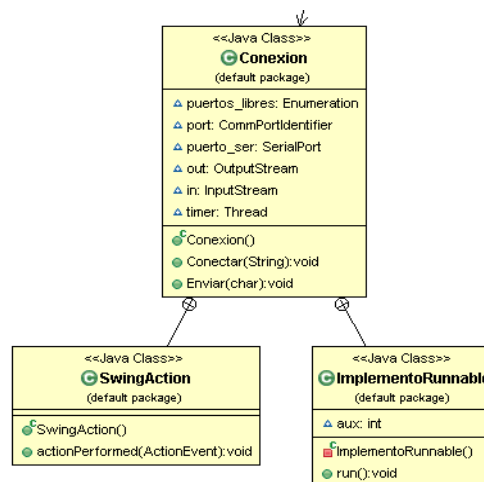 <<Java Class>>
Conexion
(default package)
puertos_libres: Enumeration
port: CommPortIdentifier
puerto_ser: SerialPort
out: OutputStream
in: InputStream
timer: Thread
Conexion()
Conectar(String):void
Enviar(char):void
<<Java Class>>
SwingAction
(default package)
SwingAction()
actionPerformed(ActionEvent):void
<<Java Class>>
ImplementoRunnable
(default package)
aux: int
ImplementoRunnable()
run():void